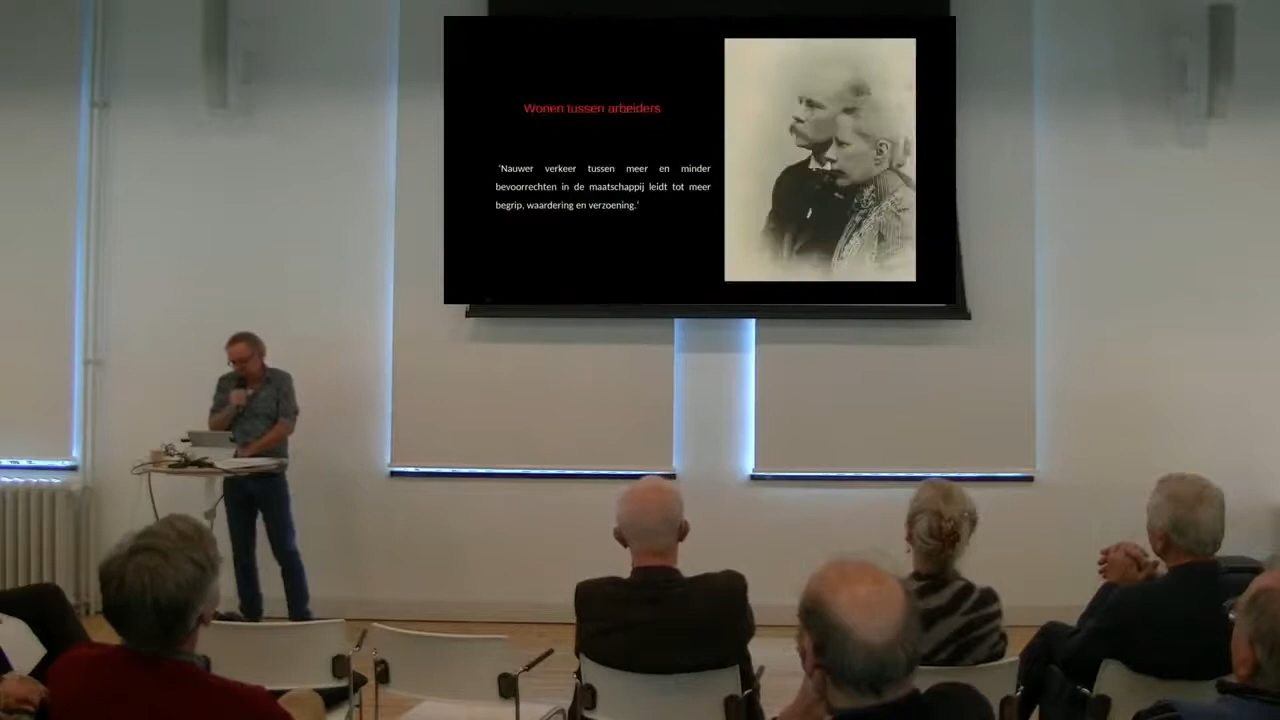 Wonen tussen arbeiders
‘Nauwer verkeer tussen meer en minder
bevoorrechten in de maatschappij leidt tot meer
begrip, waardering en verzoening.’